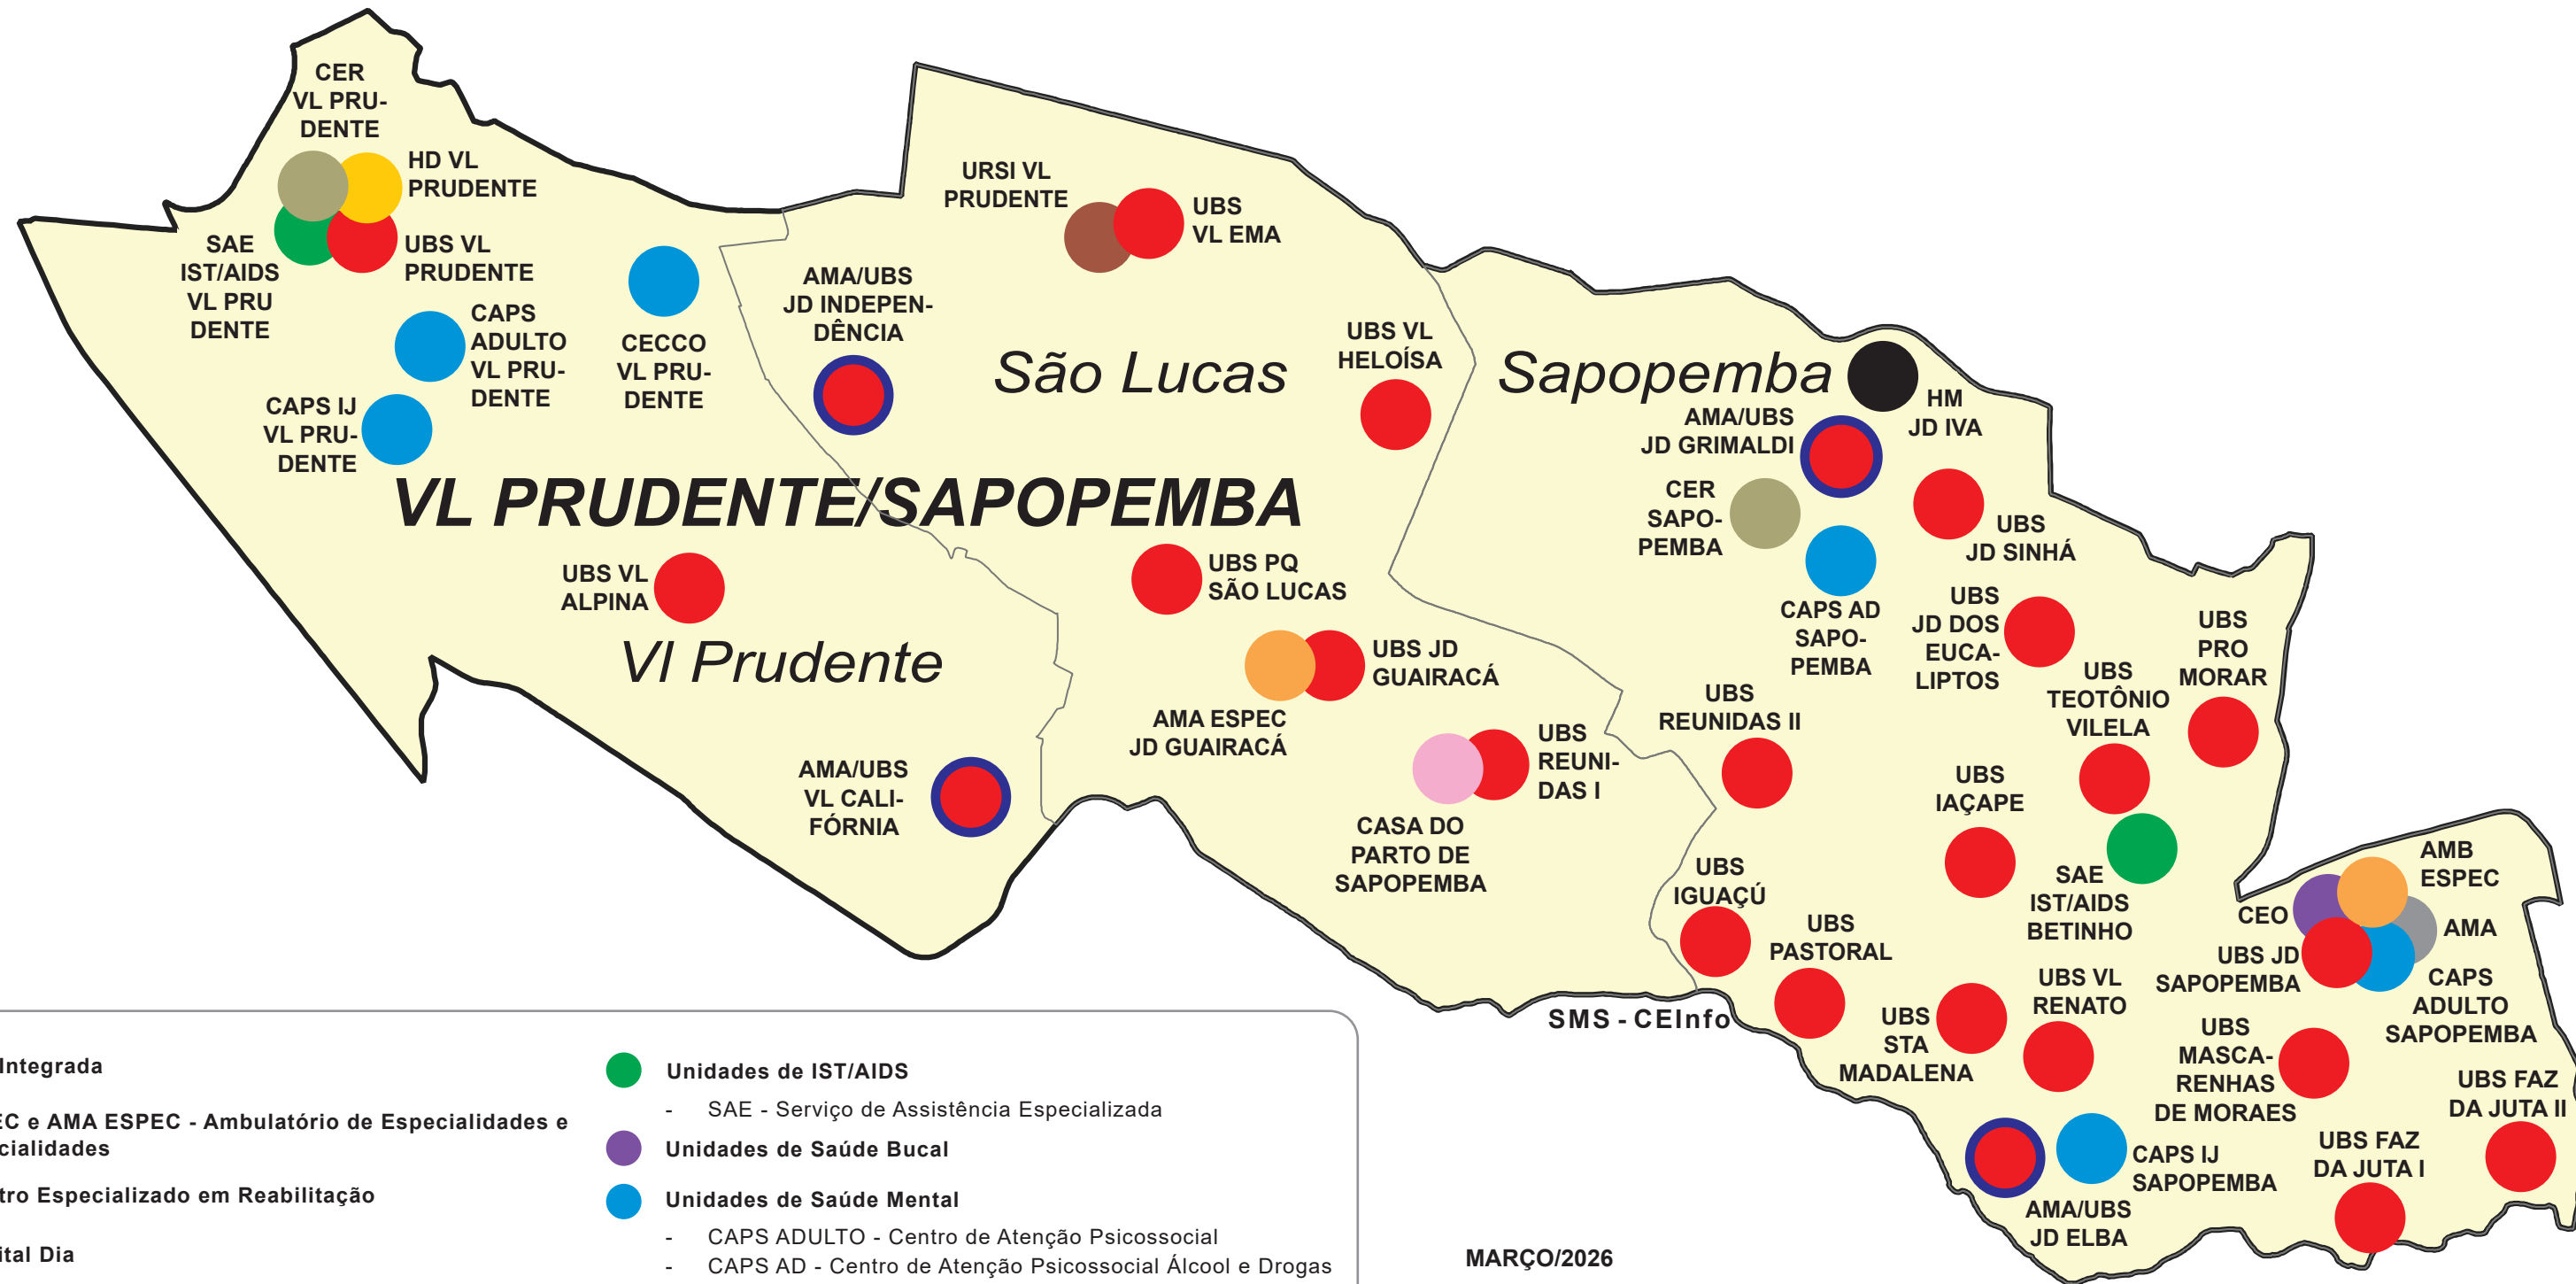 CER
VL PRU-
DENTE
HD VL
PRUDENTE
SAE
IST/AIDS
VL PRU
DENTE
UBS VL
PRUDENTE
CAPS
ADULTO
VL PRU-
DENTE
CAPS IJ
VL PRU-
DENTE
CECCO
VL PRU-
DENTE
AMA/UBS
JD INDEPEN-
DÊNCIA
URSI VL
PRUDENTE
UBS
VL EMA
São Lucas
UBS VL
HELOÍSA
VL PRUDENTE/SAPOPEMBA
UBS VL
ALPINA
Vl Prudente
AMA/UBS
VL CALI-
FÓRNIA
UBS PQ
SÃO LUCAS
UBS JD
GUAIRACÁ
AMA ESPEC
JD GUAIRACÁ
UBS
REUNI-
DAS I
CASA DO
PARTO DE
SAPOPEMBA
Sapopemba
HM
JD IVA
AMA/UBS
JD GRIMALDI
CER
SAPO-
PEMBA
UBS
JD SINHÁ
CAPS AD
SAPO-
PEMBA
UBS
JD DOS
EUCA-
LIPTOS
UBS
PRO
MORAR
UBS
TEOTÔNIO
VILELA
UBS
REUNIDAS II
UBS
IAÇAPE
SAE
IST/AIDS
BETINHO
UBS
IGUAÇÚ
UBS
PASTORAL
UBS
STA
MADALENA
UBS VL
RENATO
AMB
ESPEC
CEO
AMA
UBS JD
SAPOPEMBA
CAPS
ADULTO
SAPOPEMBA
UBS
MASCA-
RENHAS
DE MORAES
UBS FAZ
DA JUTA II
UBS FAZ
DA JUTA I
CAPS IJ
SAPOPEMBA
AMA/UBS
JD ELBA
SMS - CEInfo
Integrada
EC e AMA ESPEC - Ambulatório de Especialidades e
cialidades
tro Especializado em Reabilitação
ital Dia
Unidades de IST/AIDS
- SAE - Serviço de Assistência Especializada
Unidades de Saúde Bucal
Unidades de Saúde Mental
- CAPS ADULTO - Centro de Atenção Psicossocial
- CAPS AD - Centro de Atenção Psicossocial Álcool e Drogas
MARÇO/2026